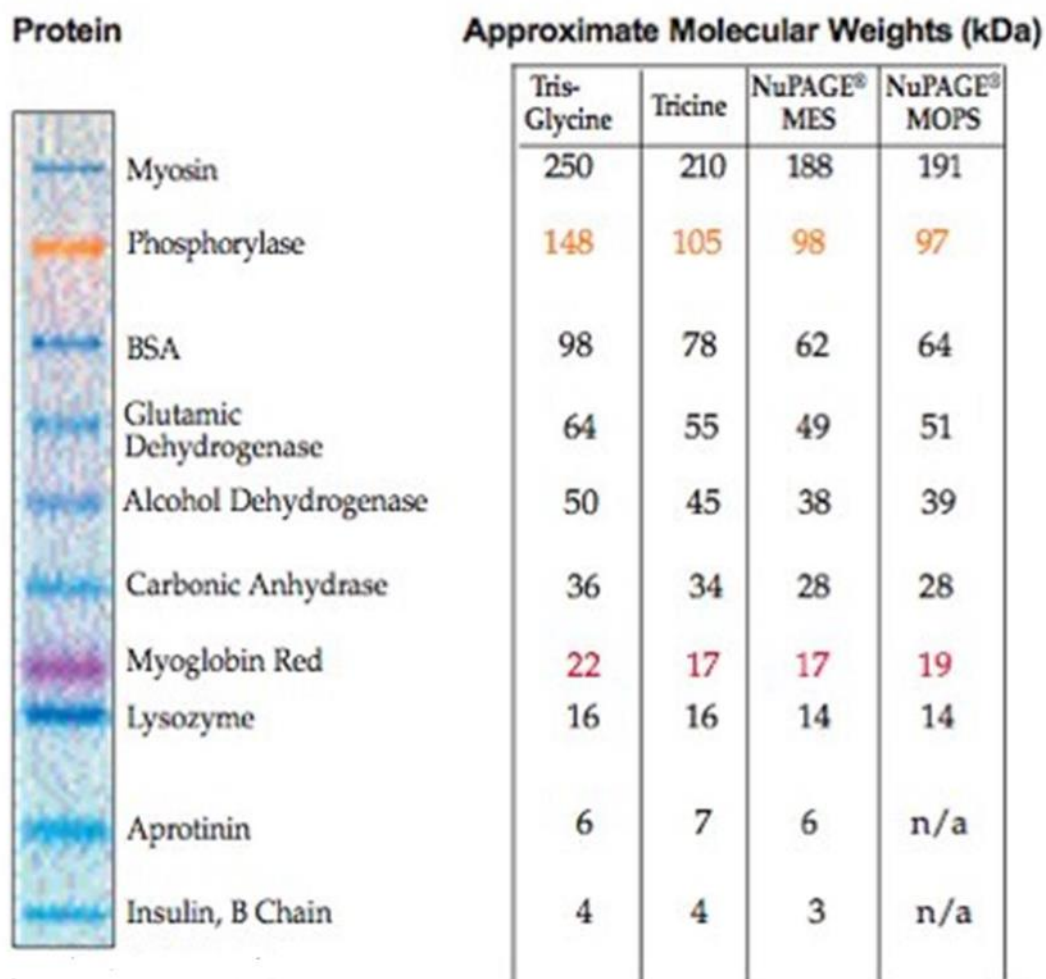 Protein Approximate Molecular Weights (kDa)
Tris-Glycine Tricine NuPAGE® MES NuPAGE® MOPS
Myosin 250 210 188 191
Phosphorylase 148 105 98 97
BSA 98 78 62 64
Glutamic
Dehydrogenase 64 55 49 51
Alcohol Dehydrogenase 50 45 38 39
Carbonic Anhydrase 36 34 28 28
Myoglobin Red 22 17 17 19
Lysozyme 16 16 14 14
Aprotinin 6 7 6 n/a
Insulin, B Chain 4 4 3 n/a